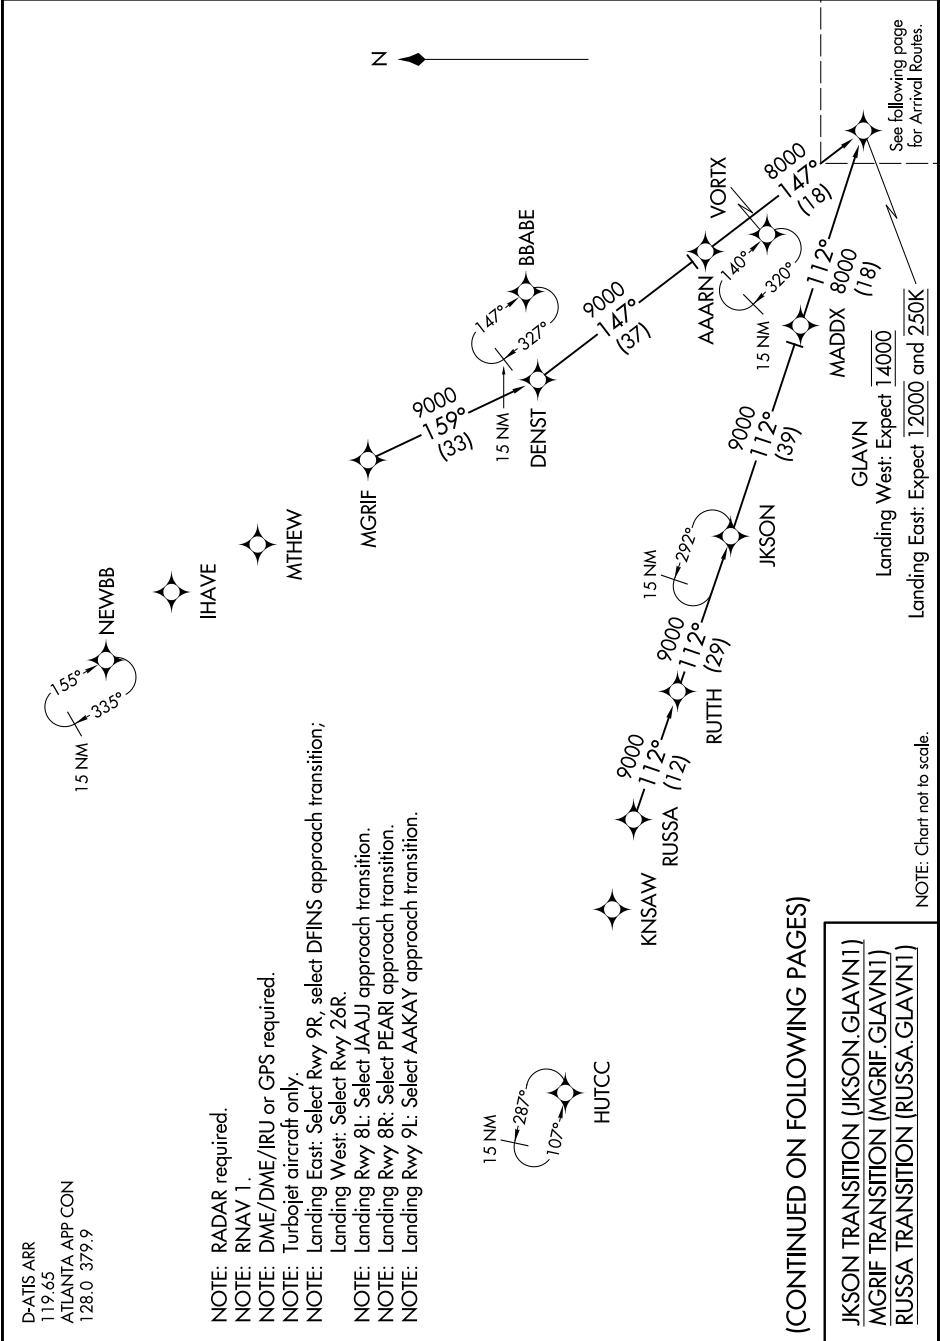 D-ATIS ARR
119.65
ATLANTA APP CON
128.0 379.9
NOTE: RADAR required.
NOTE: RNAV 1.
NOTE: DME/DME/IRU or GPS required.
NOTE: Turbojet aircraft only.
NOTE: Landing East: Select Rwy 9R, select DFINS approach transition;
Landing West: Select Rwy 26R.
NOTE: Landing Rwy 8L: Select JAAJJ approach transition.
NOTE: Landing Rwy 8R: Select PEARI approach transition.
NOTE: Landing Rwy 9L: Select AAKAY approach transition.
N
NEWBB
155°
335°
15 NM
IHAVE
MTHEW
MGRIF
9000
159°
(33)
DENST
BBABE
147°
327°
15 NM
9000
147°
(37)
AAARN
VORTX
140°
320°
15 NM
8000
147°
(18)
HUTCC
287°
107°
15 NM
KNSAW
RUSSA
9000
112°
(12)
RUTTH
9000
112°
(29)
JKSON
292°
15 NM
9000
112°
(39)
MADDX
112°
8000
(18)
GLAVN
Landing West: Expect 14000
Landing East: Expect 12000 and 250K
See following page
for Arrival Routes.
NOTE: Chart not to scale.
(CONTINUED ON FOLLOWING PAGES)
JKSON TRANSITION (JKSON.GLAVN1)
MGRIF TRANSITION (MGRIF.GLAVN1)
RUSSA TRANSITION (RUSSA.GLAVN1)